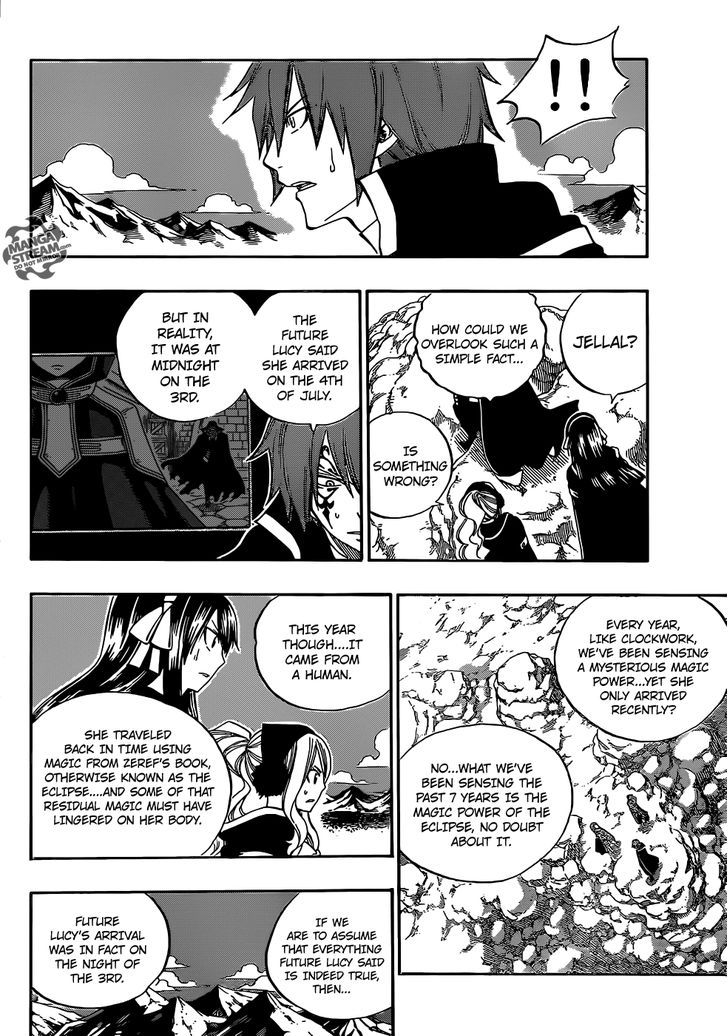 !!
MANGA
STREAM.com
DO NOT MIRROR
JELLAL?
HOW COULD WE
OVERLOOK SUCH A
SIMPLE FACT...
IS
SOMETHING
WRONG?
THE
FUTURE
LUCY SAID
SHE ARRIVED
ON THE 4TH
OF JULY.
BUT IN
REALITY,
IT WAS AT
MIDNIGHT
ON THE
3RD.
EVERY YEAR,
LIKE CLOCKWORK,
WE'VE BEEN SENSING
A MYSTERIOUS MAGIC
POWER...YET SHE
ONLY ARRIVED
RECENTLY?
NO...WHAT WE'VE
BEEN SENSING THE
PAST 7 YEARS IS THE
MAGIC POWER OF THE
ECLIPSE, NO DOUBT
ABOUT IT.
THIS YEAR
THOUGH....IT
CAME FROM
A HUMAN.
SHE TRAVELED
BACK IN TIME USING
MAGIC FROM ZEREF'S BOOK,
OTHERWISE KNOWN AS THE
ECLIPSE....AND SOME OF THAT
RESIDUAL MAGIC MUST HAVE
LINGERED ON HER BODY.
IF WE
ARE TO ASSUME
THAT EVERYTHING
FUTURE LUCY SAID
IS INDEED TRUE,
THEN...
FUTURE
LUCY'S ARRIVAL
WAS IN FACT ON
THE NIGHT OF
THE 3RD.